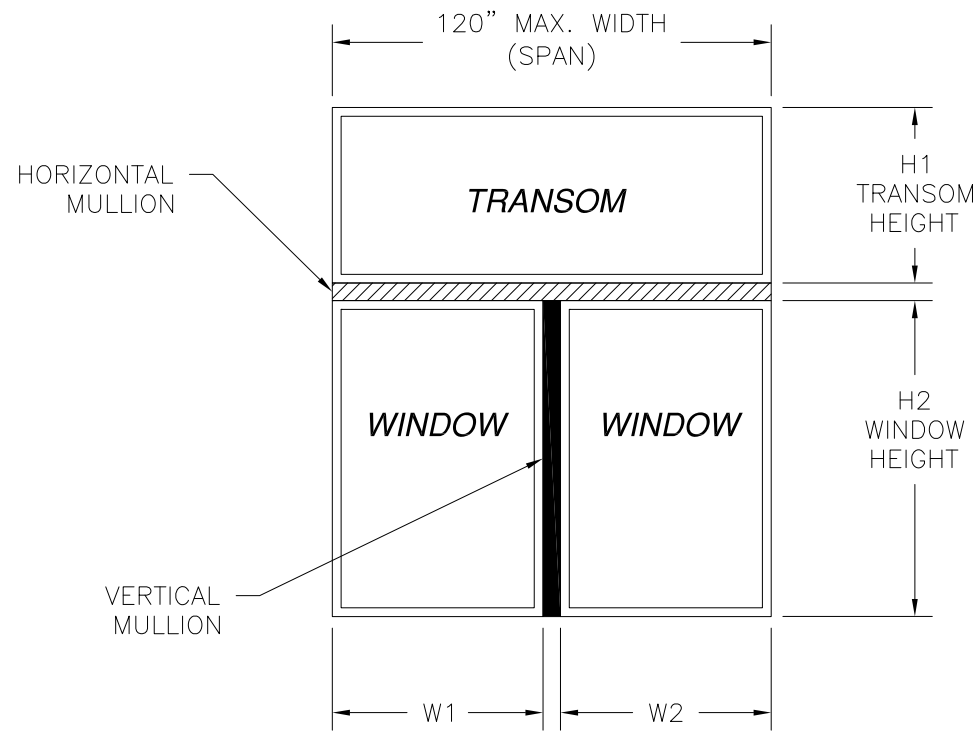 120” MAX. WIDTH
(SPAN)
HORIZONTAL
MULLION
TRANSOM
H1
TRANSOM
HEIGHT
WINDOW
WINDOW
H2
WINDOW
HEIGHT
VERTICAL
MULLION
W1
W2